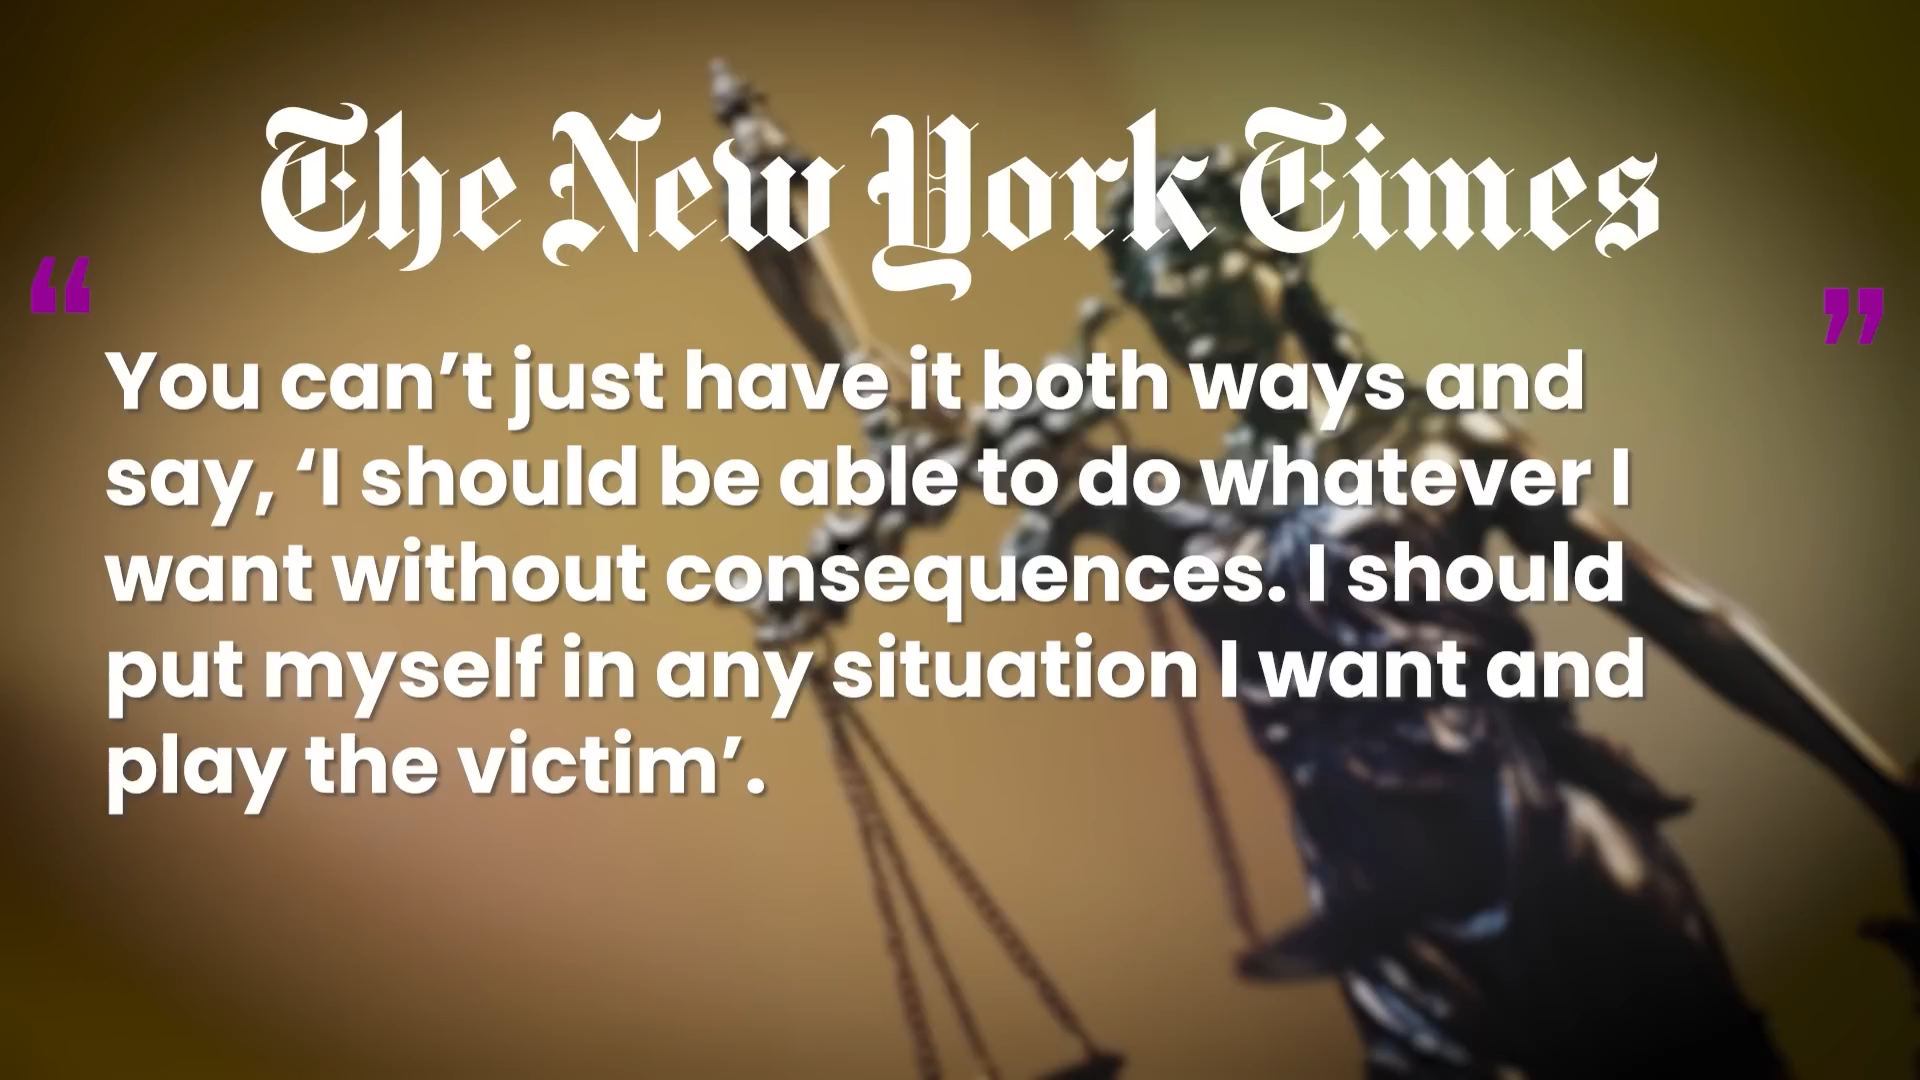 The New York Times
“ ”
You can’t just have it both ways and
say, ‘I should be able to do whatever I
want without consequences. I should
put myself in any situation I want and
play the victim’.